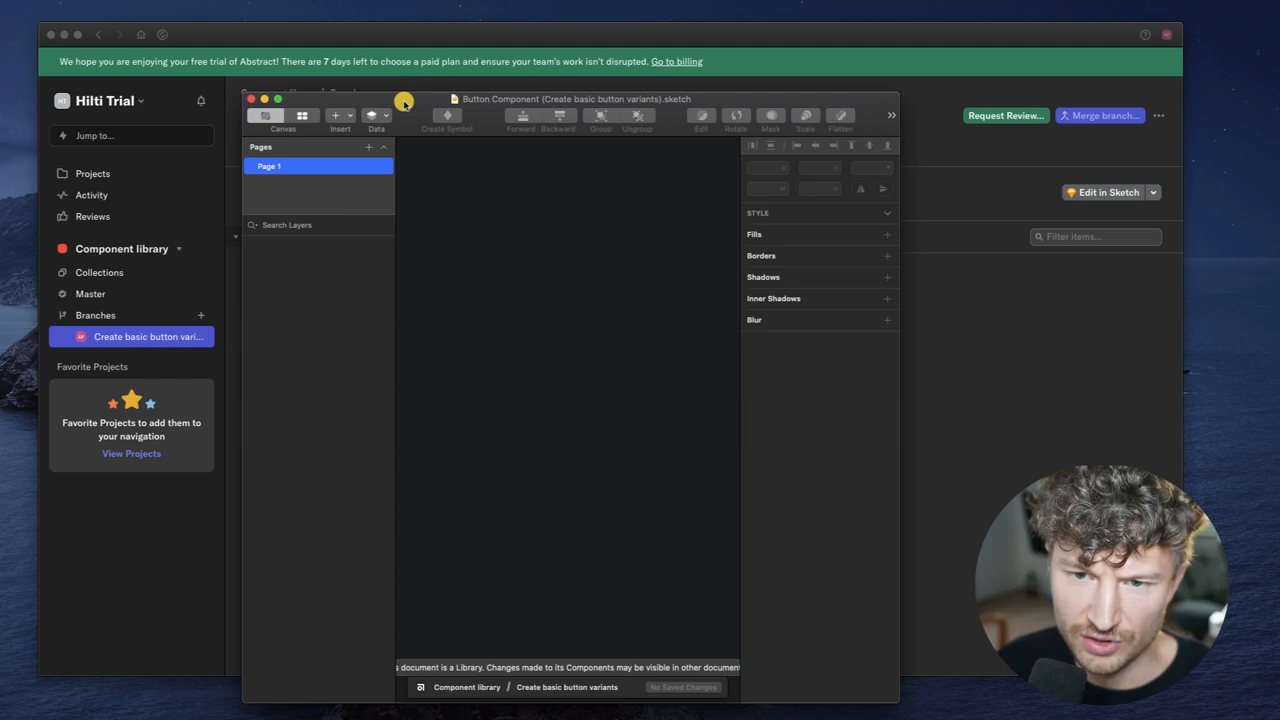 We hope you are enjoying your free trial of Abstract! There are 7 days left to choose a paid plan and ensure your team's work isn't disrupted. Go to billing
HT Hilti Trial
Jump to...
Projects
Activity
Reviews
Component library
Collections
Master
Branches
Create basic button vari...
Favorite Projects
Favorite Projects to add them to
your navigation
View Projects
Button Component (Create basic button variants).sketch
Canvas
Insert
Data
Create Symbol
Forward
Backward
Group
Ungroup
Edit
Rotate
Mask
Scale
Flatten
Pages
Page 1
Search Layers
STYLE
Fills
Borders
Shadows
Inner Shadows
Blur
s document is a Library. Changes made to its Components may be visible in other document
Component library / Create basic button variants
No Saved Changes
Request Review...
Merge branch...
Edit in Sketch
Filter items...